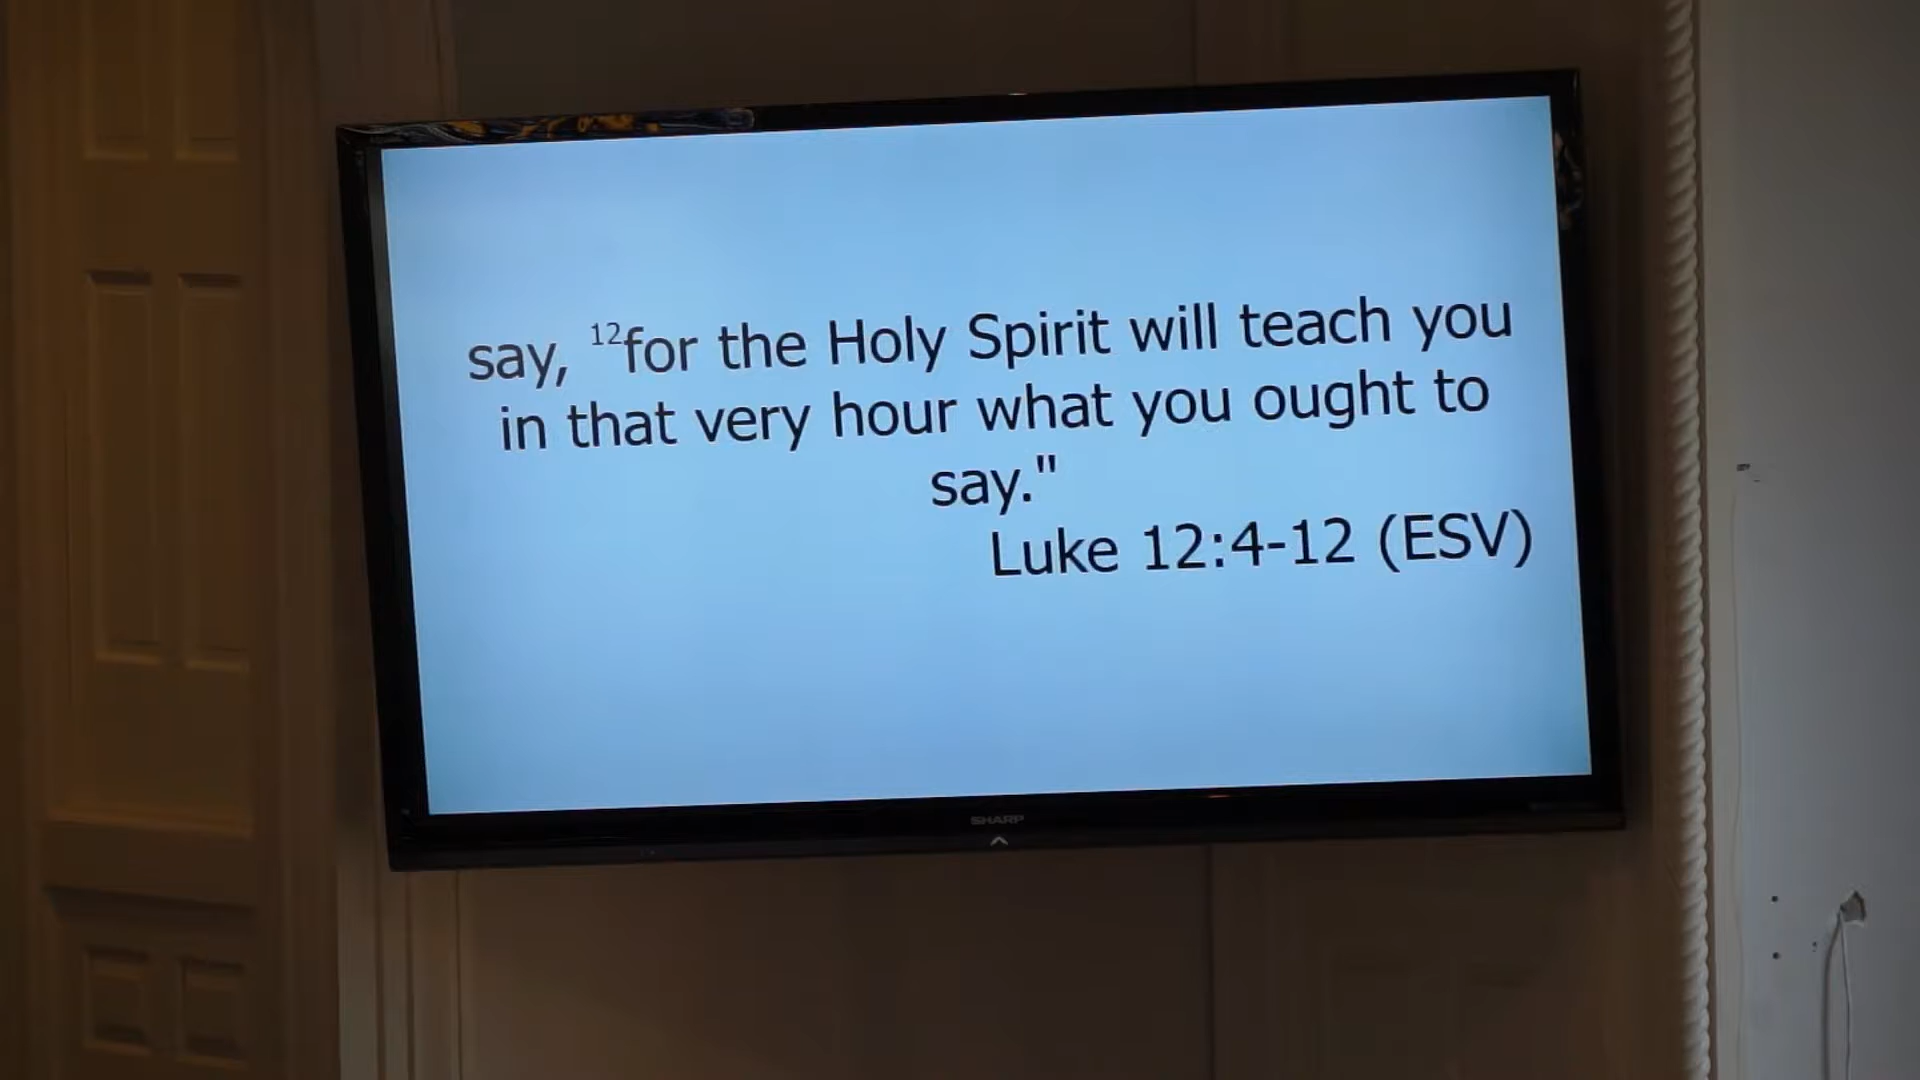 say, ¹²for the Holy Spirit will teach you
in that very hour what you ought to
say."
Luke 12:4-12 (ESV)
SHARP